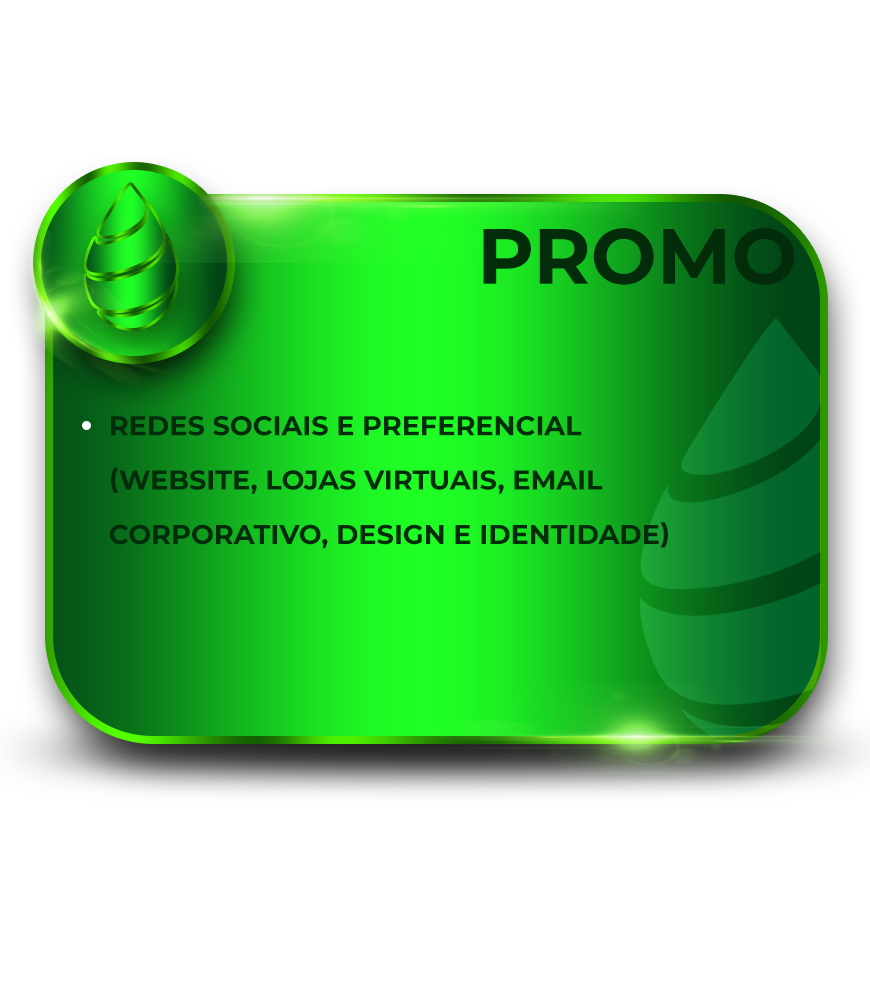 PROMO
• REDES SOCIAIS E PREFERENCIAL
(WEBSITE, LOJAS VIRTUAIS, EMAIL
CORPORATIVO, DESIGN E IDENTIDADE)